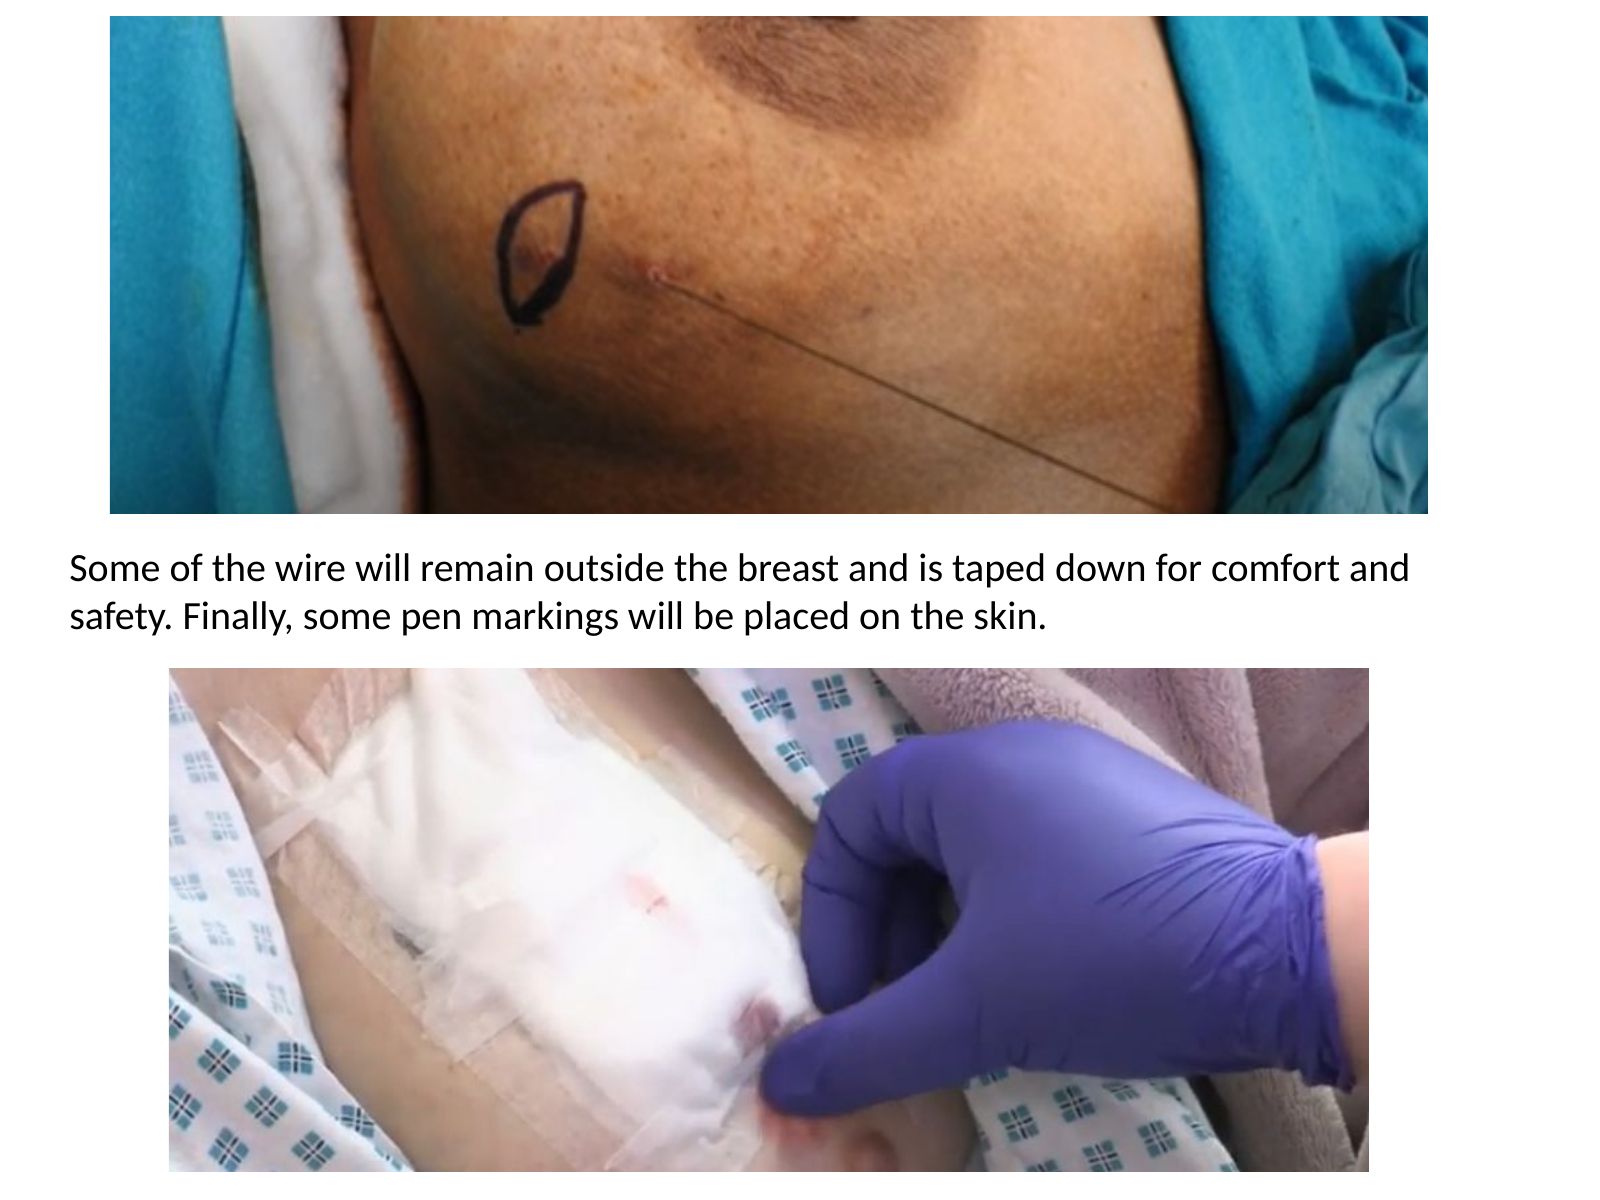 Some of the wire will remain outside the breast and is taped down for comfort and
safety. Finally, some pen markings will be placed on the skin.